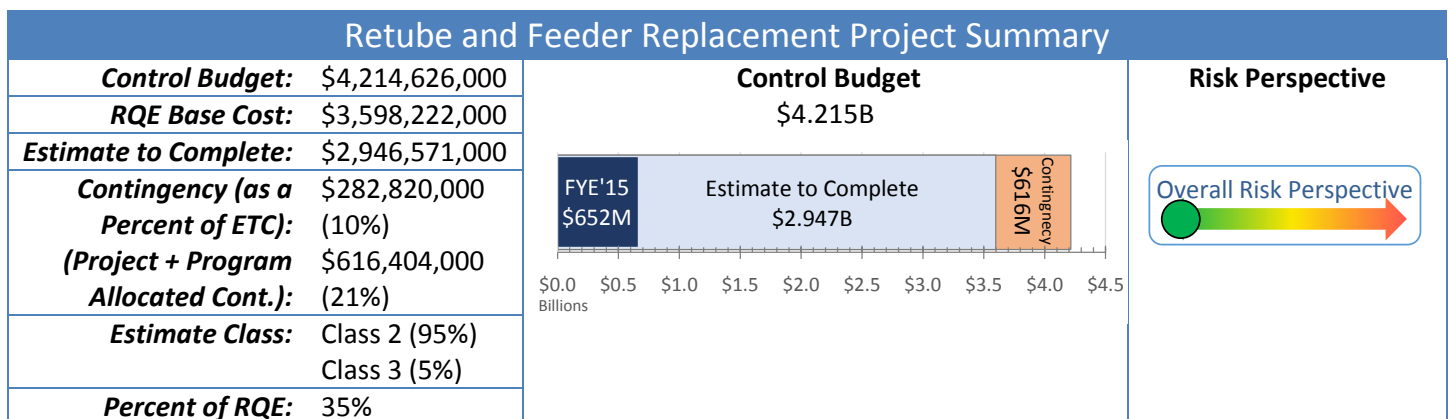 Retube and Feeder Replacement Project Summary
Control Budget: $4,214,626,000
RQE Base Cost: $3,598,222,000
Estimate to Complete: $2,946,571,000
Contingency (as a $282,820,000
Percent of ETC): (10%)
(Project + Program $616,404,000
Allocated Cont.): (21%)
Estimate Class: Class 2 (95%)
Class 3 (5%)
Percent of RQE: 35%
Control Budget
$4.215B
FYE'15
$652M
Estimate to Complete
$2.947B
Contingnecy
$616M
$0.0 $0.5 $1.0 $1.5 $2.0 $2.5 $3.0 $3.5 $4.0 $4.5
Billions
Risk Perspective
Overall Risk Perspective